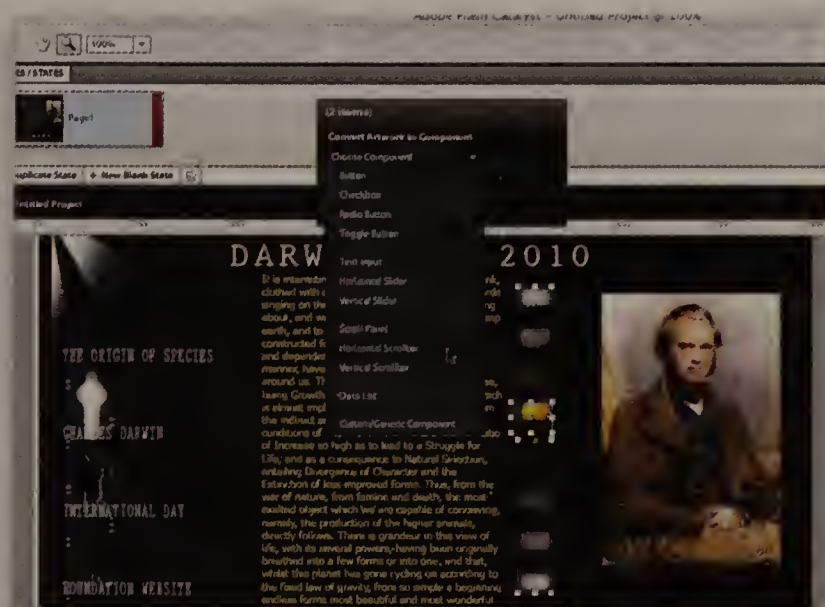 Adobe Flash Catalyst - Untitled Project @ 100%
100%
ES / STATES
Page1
uplicate State + New Blank State
ntitled Project
(2 items)
Convert Artwork to Component
Choose Component
Button
Checkbox
Radio Button
Toggle Button
Text Input
Horizontal Slider
Vertical Slider
Scroll Panel
Horizontal Scrollbar
Vertical Scrollbar
Data List
Custom/Generic Component
DARW 2010
THE ORIGIN OF SPECIES
CHARLES DARWIN
INTERNATIONAL DAY
FOUNDATION WEBSITE
It is
clothed with
singing on the
about, and
earth, and to
constructed
and
manner, have
around us.
being Growth
is almost
the indirect
conditions of
of Increase so high as to lead to a Struggle for
Life, and as a consequence to Natural Selection,
entailing Divergence of Character and the
Extinction of less-improved forms. Thus, from the
war of nature, from famine and death, the most
exalted object which we are capable of conceiving,
namely, the production of the higher animals,
directly follows. There is grandeur in this view of
life, with its several powers, having been originally
breathed into a few forms or into one, and that,
whilst this planet has gone cycling on according to
the fixed law of gravity, from so simple a beginning
endless forms most beautiful and most wonderful